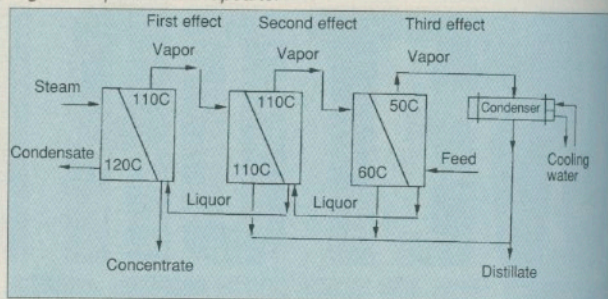 First effect Second effect Third effect
Vapor Vapor Vapor
Steam
110C 110C 50C
Condenser
Condensate
120C 110C 60C
Feed
Cooling
water
Liquor Liquor
Concentrate
Distillate